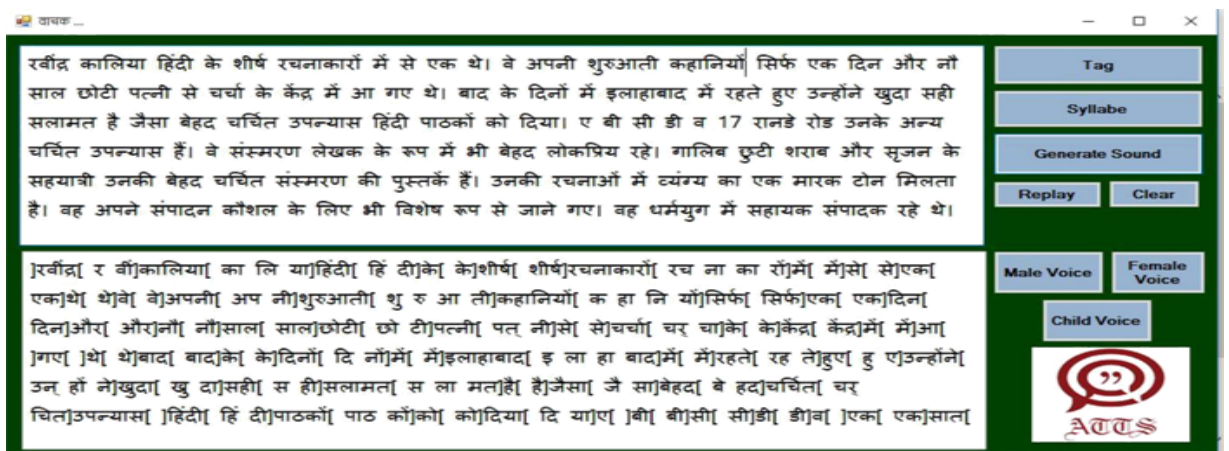 वाचक ...
रवींद्र कालिया हिंदी के शीर्ष रचनाकारों में से एक थे। वे अपनी शुरुआती कहानियों सिर्फ एक दिन और नौ
साल छोटी पत्नी से चर्चा के केंद्र में आ गए थे। बाद के दिनों में इलाहाबाद में रहते हुए उन्होंने खुदा सही
सलामत है जैसा बेहद चर्चित उपन्यास हिंदी पाठकों को दिया। ए बी सी डी व 17 रानडे रोड उनके अन्य
चर्चित उपन्यास हैं। वे संस्मरण लेखक के रूप में भी बेहद लोकप्रिय रहे। गालिब छुटी शराब और सृजन के
सहयात्री उनकी बेहद चर्चित संस्मरण की पुस्तकें हैं। उनकी रचनाओं में व्यंग्य का एक मारक टोन मिलता
है। वह अपने संपादन कौशल के लिए भी विशेष रूप से जाने गए। वह धर्मयुग में सहायक संपादक रहे थे।
Tag
Syllabe
Generate Sound
Replay Clear
]रवींद्र[ र वीं]कालिया[ का लि या]हिंदी[ हिं दी]के[ के]शीर्ष[ शीर्ष]रचनाकारों[ रच ना का रों]में[ में]से[ से]एक[
एक]थे[ थे]वे[ वे]अपनी[ अप नी]शुरुआती[ शु रु आ ती]कहानियों[ क हा नि यों]सिर्फ[ सिर्फ]एक[ एक]दिन[
दिन]और[ और]नौ[ नौ]साल[ साल]छोटी[ छो टी]पत्नी[ पत् नी]से[ से]चर्चा[ चर् चा]के[ के]केंद्र[ केंद्र]में[ में]आ[
]गए[ ]थे[ थे]बाद[ बाद]के[ के]दिनों[ दि नों]में[ में]इलाहाबाद[ इ ला हा बाद]में[ में]रहते[ रह ते]हुए[ हु ए]उन्होंने[
उन् हों ने]खुदा[ खु दा]सही[ स ही]सलामत[ स ला मत]है[ है]जैसा[ जै सा]बेहद[ बे हद]चर्चित[ चर्
चित]उपन्यास[ ]हिंदी[ हिं दी]पाठकों[ पाठ कों]को[ को]दिया[ दि या]ए[ ]बी[ बी]सी[ सी]डी[ डी]व[ ]एक[ एक]सात[
Male Voice Female Voice
Child Voice
ATTS